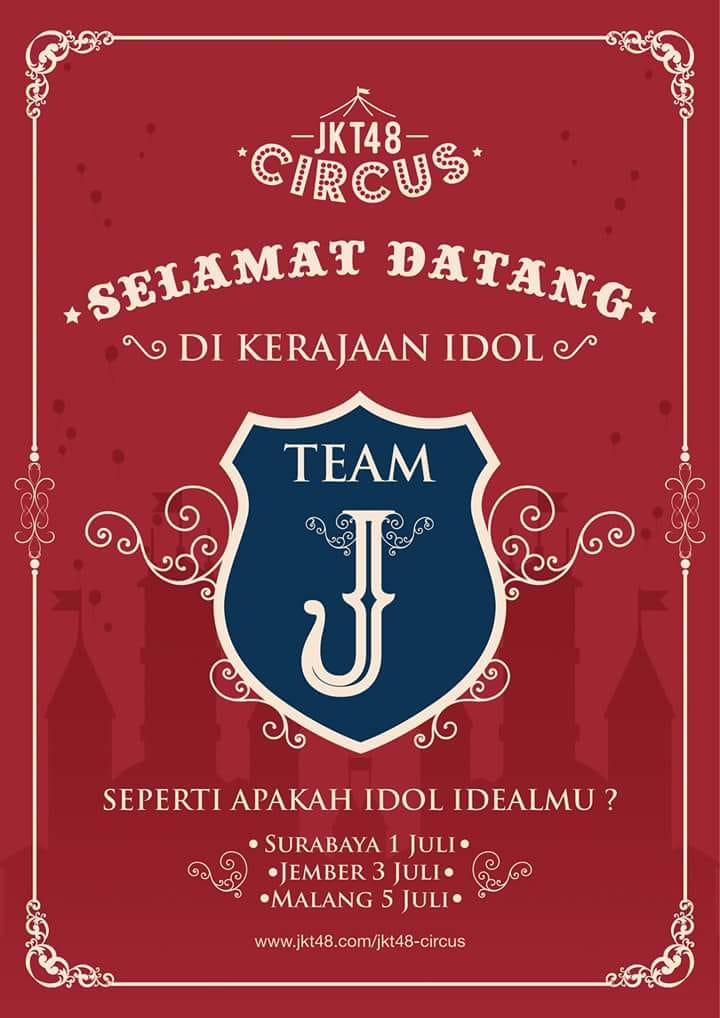 JKT48
CIRCUS
SELAMAT DATANG
DI KERAJAAN IDOL
TEAM
J
SEPERTI APAKAH IDOL IDEALMU ?
•SURABAYA 1 JULI•
•JEMBER 3 JULI•
•MALANG 5 JULI•
www.jkt48.com/jkt48-circus